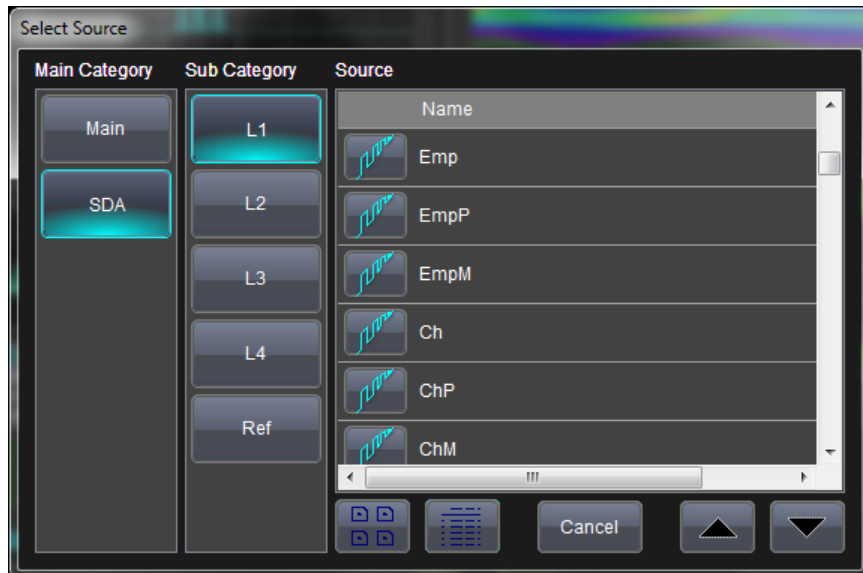 Select Source
Main Category Sub Category Source
Main
SDA
L1
L2
L3
L4
Ref
Name
Emp
EmpP
EmpM
Ch
ChP
ChM
Cancel